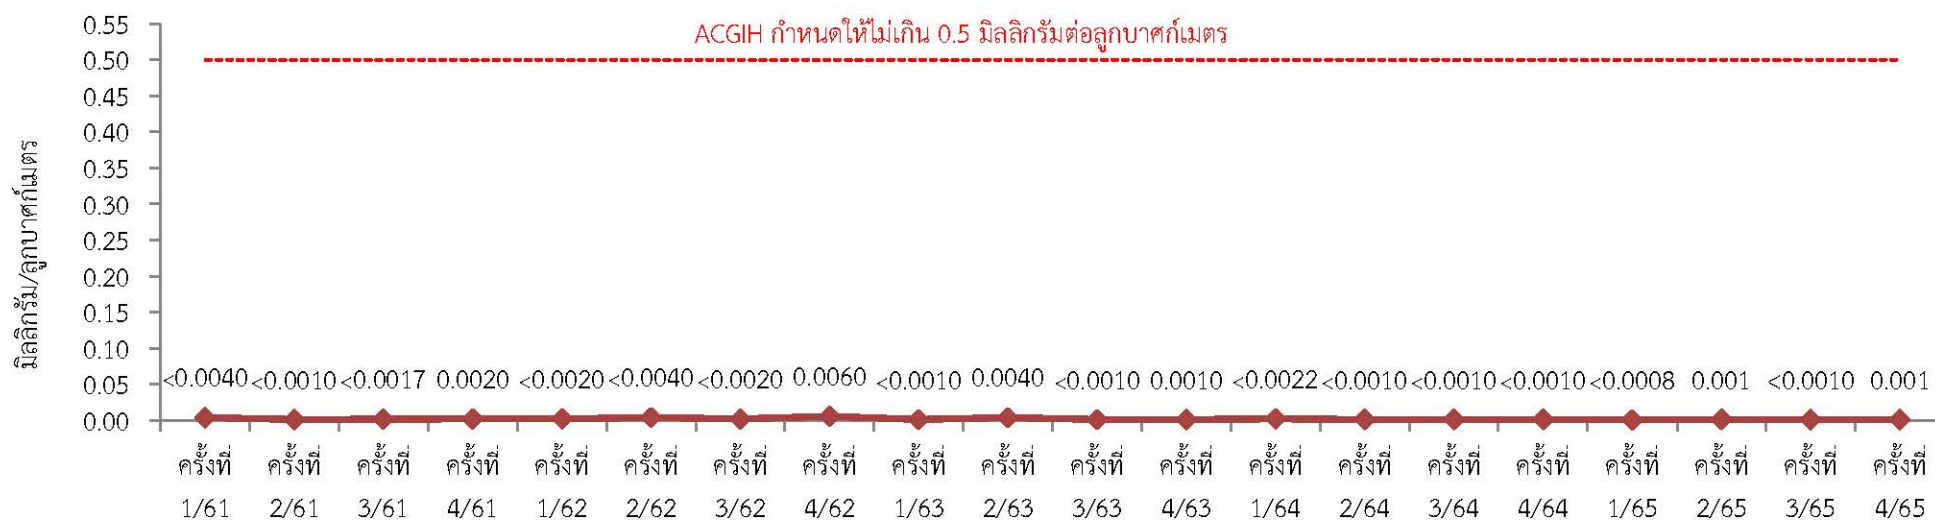 ACGIH กำหนดให้ไม่เกิน 0.5 มิลลิกรัมต่อลูกบาศก์เมตร
มิลลิกรัม/ลูกบาศก์เมตร
0.55
0.50
0.45
0.40
0.35
0.30
0.25
0.20
0.15
0.10
0.05
0.00
<0.0040 <0.0010 <0.0017 0.0020 <0.0020 <0.0040 <0.0020 0.0060 <0.0010 0.0040 <0.0010 0.0010 <0.0022 <0.0010 <0.0010 <0.0010 <0.0008 0.001 <0.0010 0.001
ครั้งที่ ครั้งที่ ครั้งที่ ครั้งที่ ครั้งที่ ครั้งที่ ครั้งที่ ครั้งที่ ครั้งที่ ครั้งที่ ครั้งที่ ครั้งที่ ครั้งที่ ครั้งที่ ครั้งที่ ครั้งที่ ครั้งที่ ครั้งที่ ครั้งที่ ครั้งที่
1/61 2/61 3/61 4/61 1/62 2/62 3/62 4/62 1/63 2/63 3/63 4/63 1/64 2/64 3/64 4/64 1/65 2/65 3/65 4/65